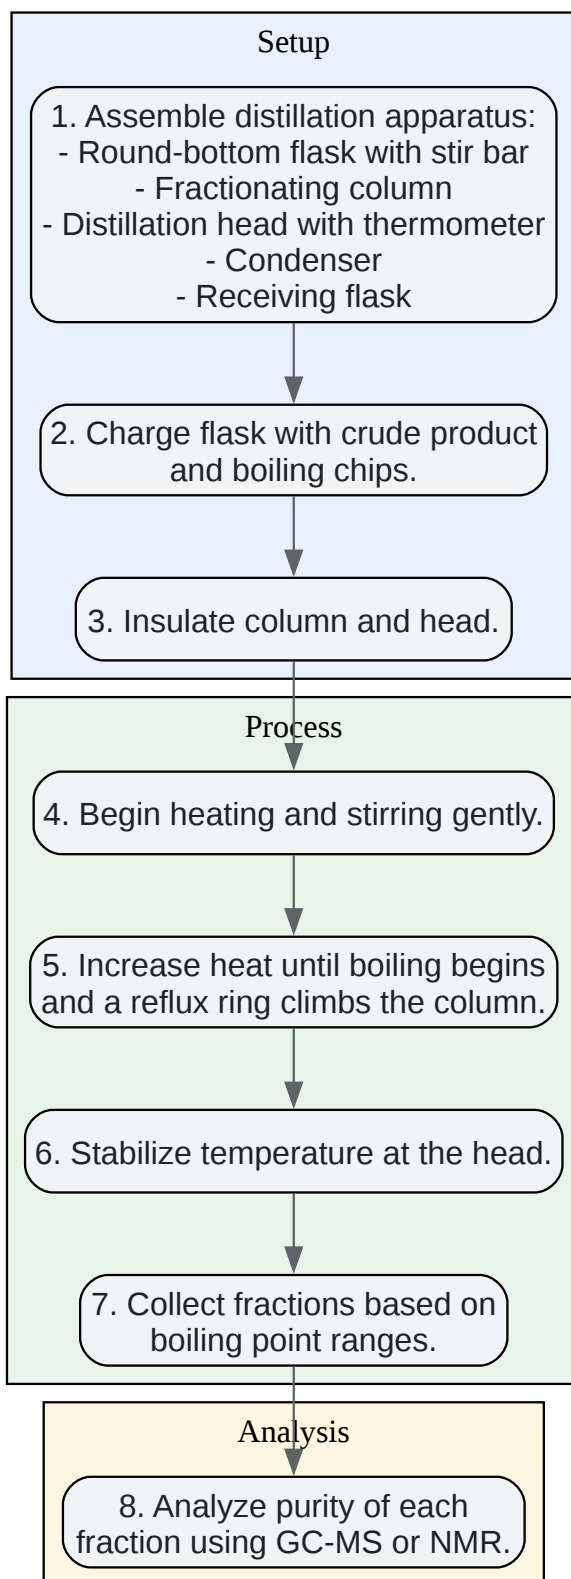 Setup
1. Assemble distillation apparatus:
- Round-bottom flask with stir bar
- Fractionating column
- Distillation head with thermometer
- Condenser
- Receiving flask
2. Charge flask with crude product
and boiling chips.
3. Insulate column and head.
Process
4. Begin heating and stirring gently.
5. Increase heat until boiling begins
and a reflux ring climbs the column.
6. Stabilize temperature at the head.
7. Collect fractions based on
boiling point ranges.
Analysis
8. Analyze purity of each
fraction using GC-MS or NMR.